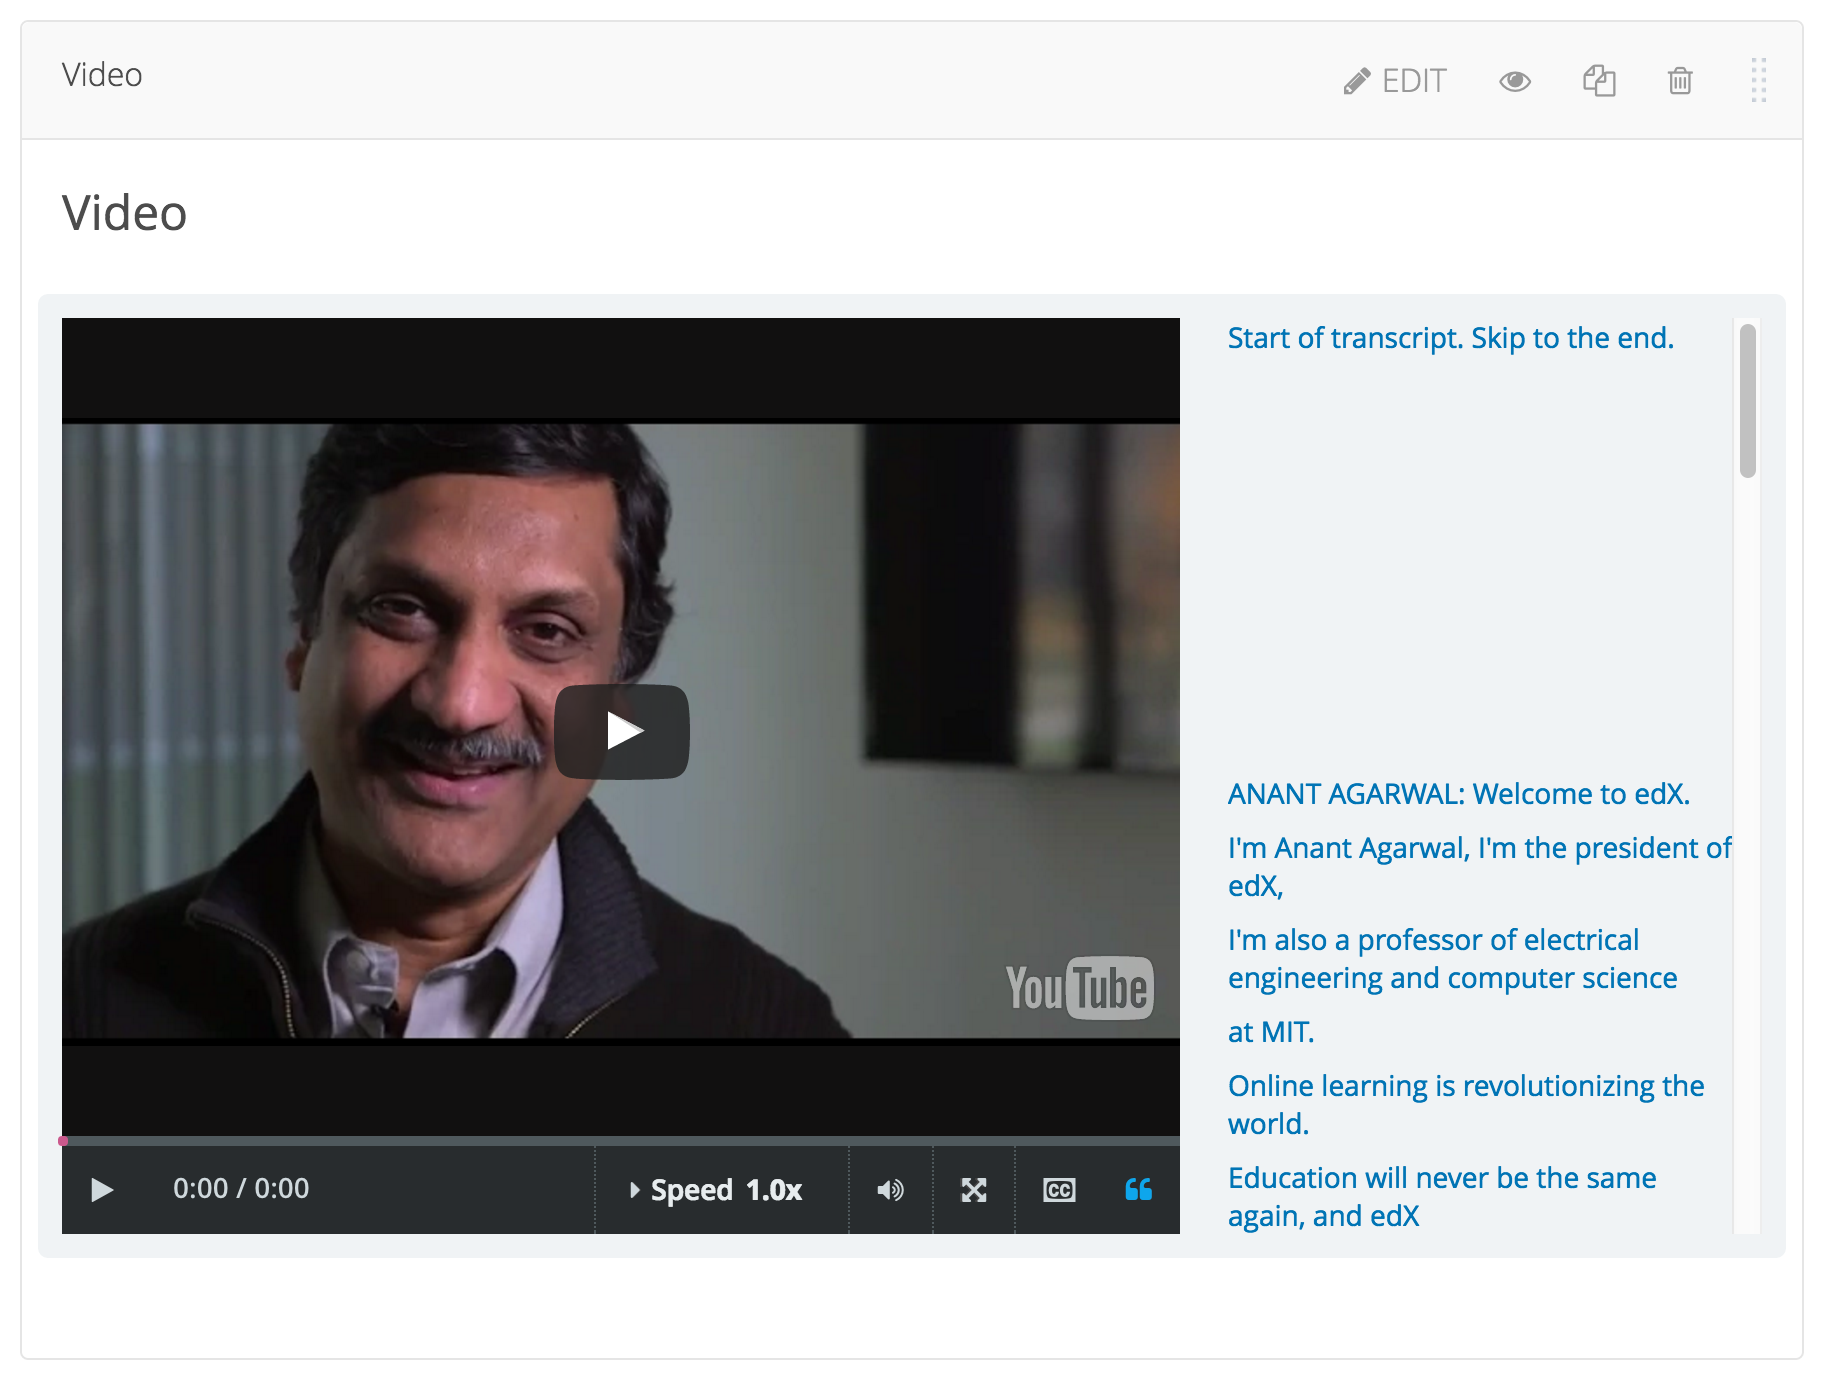 Video
EDIT
Video
Start of transcript. Skip to the end.
ANANT AGARWAL: Welcome to edX.
I'm Anant Agarwal, I'm the president of
edX,
I'm also a professor of electrical
engineering and computer science
at MIT.
Online learning is revolutionizing the
world.
Education will never be the same
again, and edX
YouTube
0:00 / 0:00
Speed 1.0x
CC